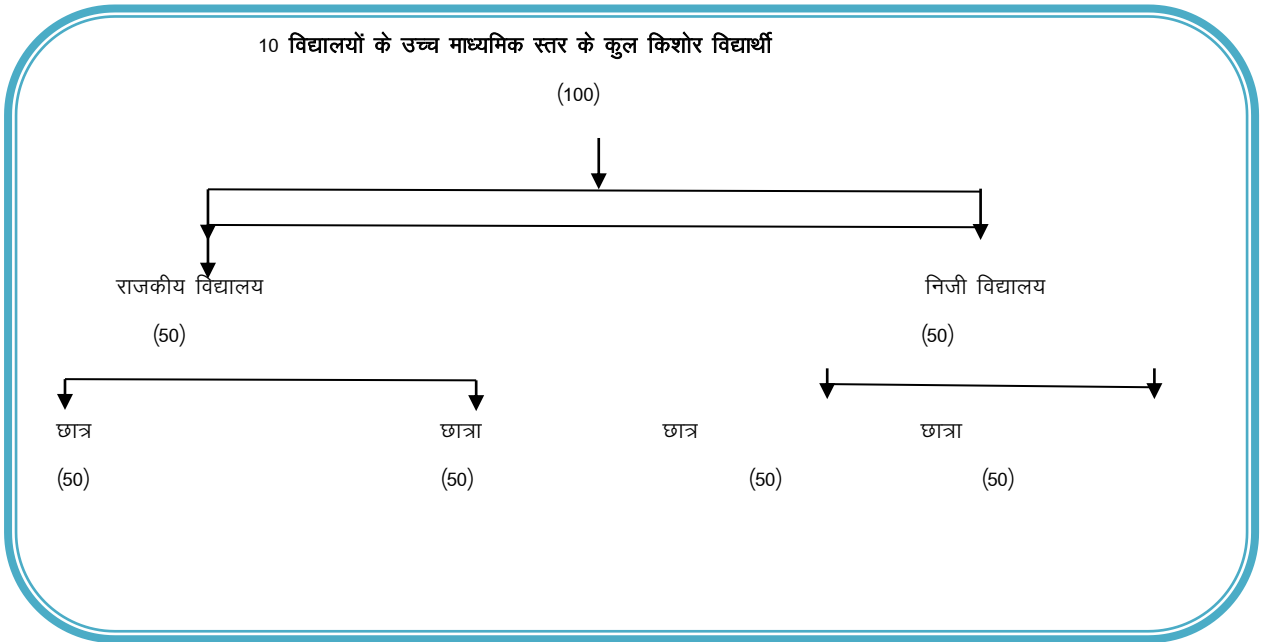 10 विद्यालयों के उच्च माध्यमिक स्तर के कुल किशोर विद्यार्थी
(100)
राजकीय विद्यालय निजी विद्यालय
(50) (50)
छात्र छात्रा छात्र छात्रा
(50) (50) (50) (50)